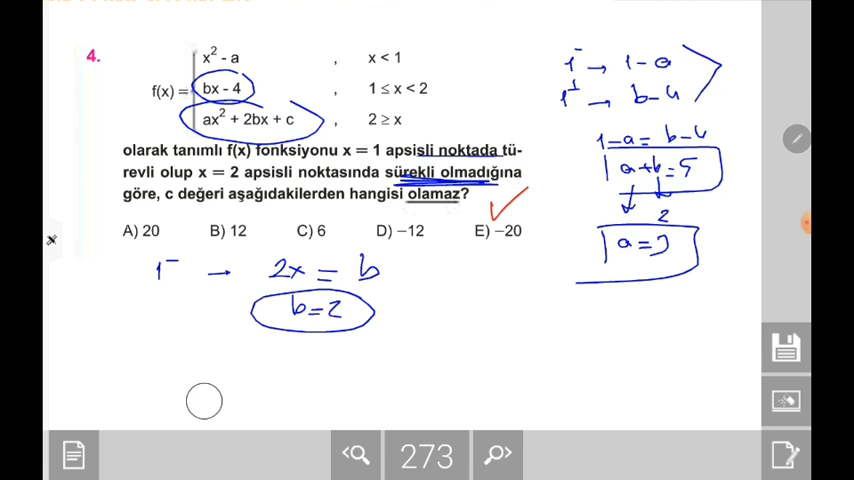 4.
x² - a , x < 1
f(x) = bx - 4 , 1 ≤ x < 2
ax² + 2bx + c , 2 ≥ x
olarak tanımlı f(x) fonksiyonu x = 1 apsisli noktada tü-
revli olup x = 2 apsisli noktasında sürekli olmadığına
göre, c değeri aşağıdakilerden hangisi olamaz?
A) 20 B) 12 C) 6 D) −12 E) −20
1⁻ → 2x = b
b = 2
1⁻ → 1 - a
1⁺ → b - 4
1 - a = b - 4
a + b = 5
2
a = 3
273